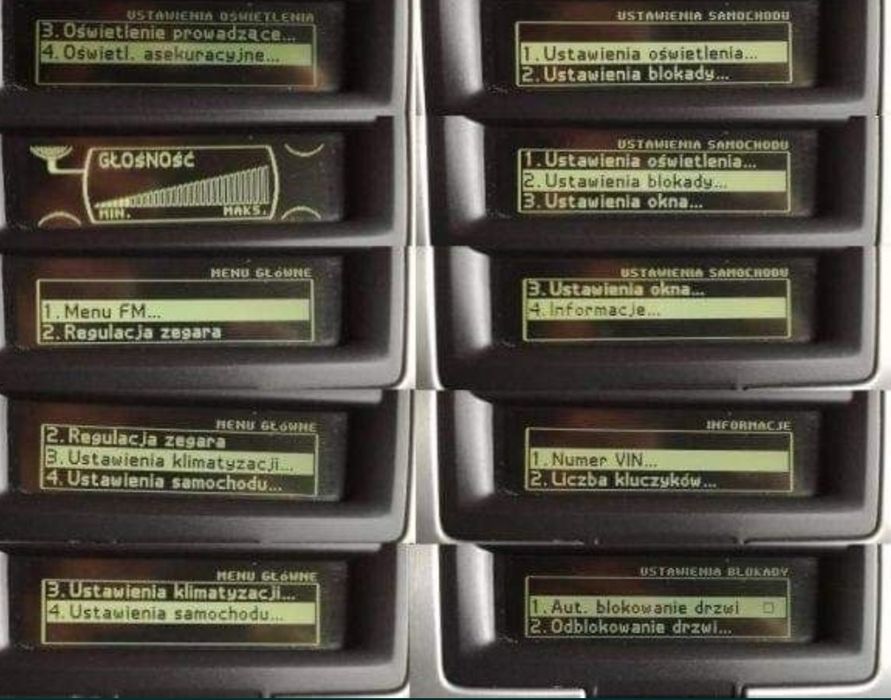 USTAWIENIA OŚWIETLENIA
3. Oświetlenie prowadzące...
4. Oświetl. asekuracyjne...
GŁOŚNOŚĆ
MIN. MAKS.
MENU GŁÓWNE
1. Menu FM...
2. Regulacja zegara
MENU GŁÓWNE
2. Regulacja zegara
3. Ustawienia klimatyzacji...
4. Ustawienia samochodu...
MENU GŁÓWNE
3. Ustawienia klimatyzacji...
4. Ustawienia samochodu...
USTAWIENIA SAMOCHODU
1. Ustawienia oświetlenia...
2. Ustawienia blokady...
USTAWIENIA SAMOCHODU
1. Ustawienia oświetlenia...
2. Ustawienia blokady...
3. Ustawienia okna...
USTAWIENIA SAMOCHODU
3. Ustawienia okna...
4. Informacje...
INFORMACJE
1. Numer VIN...
2. Liczba kluczyków...
USTAWIENIA BLOKADY
1. Aut. blokowanie drzwi
2. Odblokowanie drzwi...